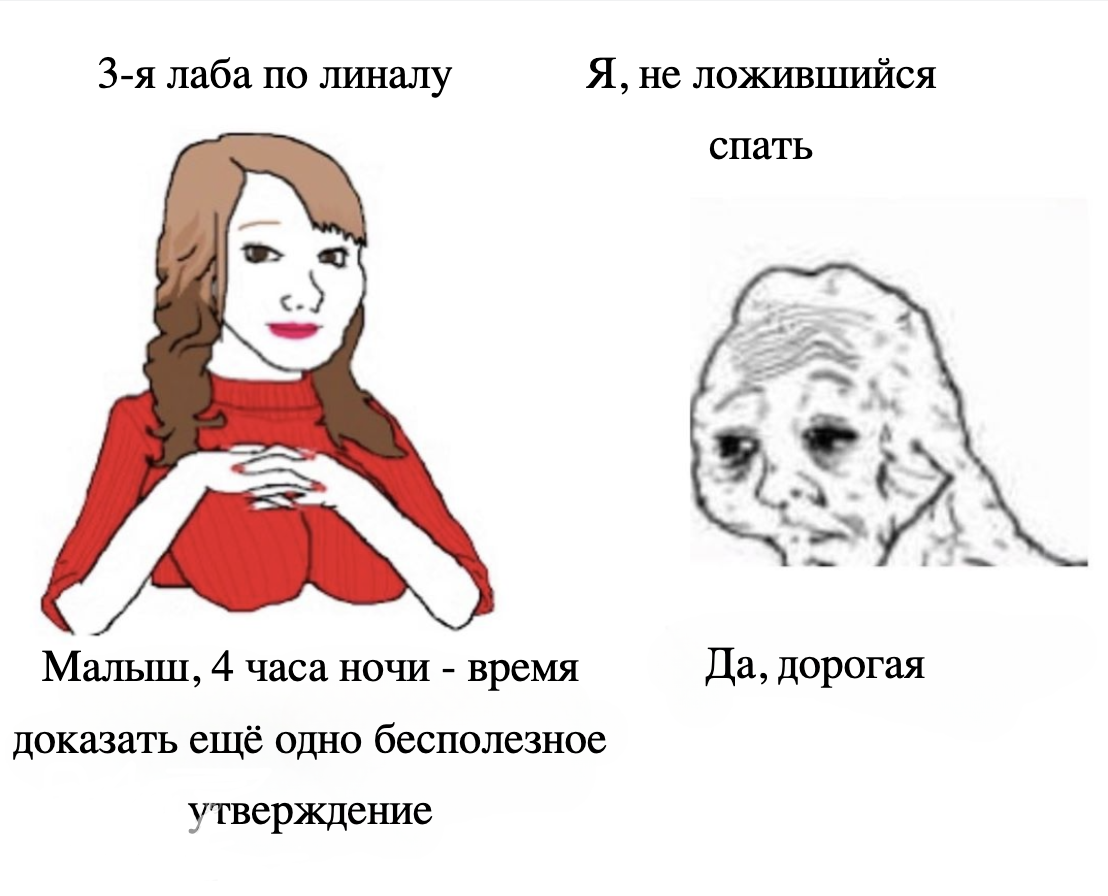 3-я лаба по линалу
Я, не ложившийся
спать
Малыш, 4 часа ночи - время
доказать ещё одно бесполезное
утверждение
Да, дорогая